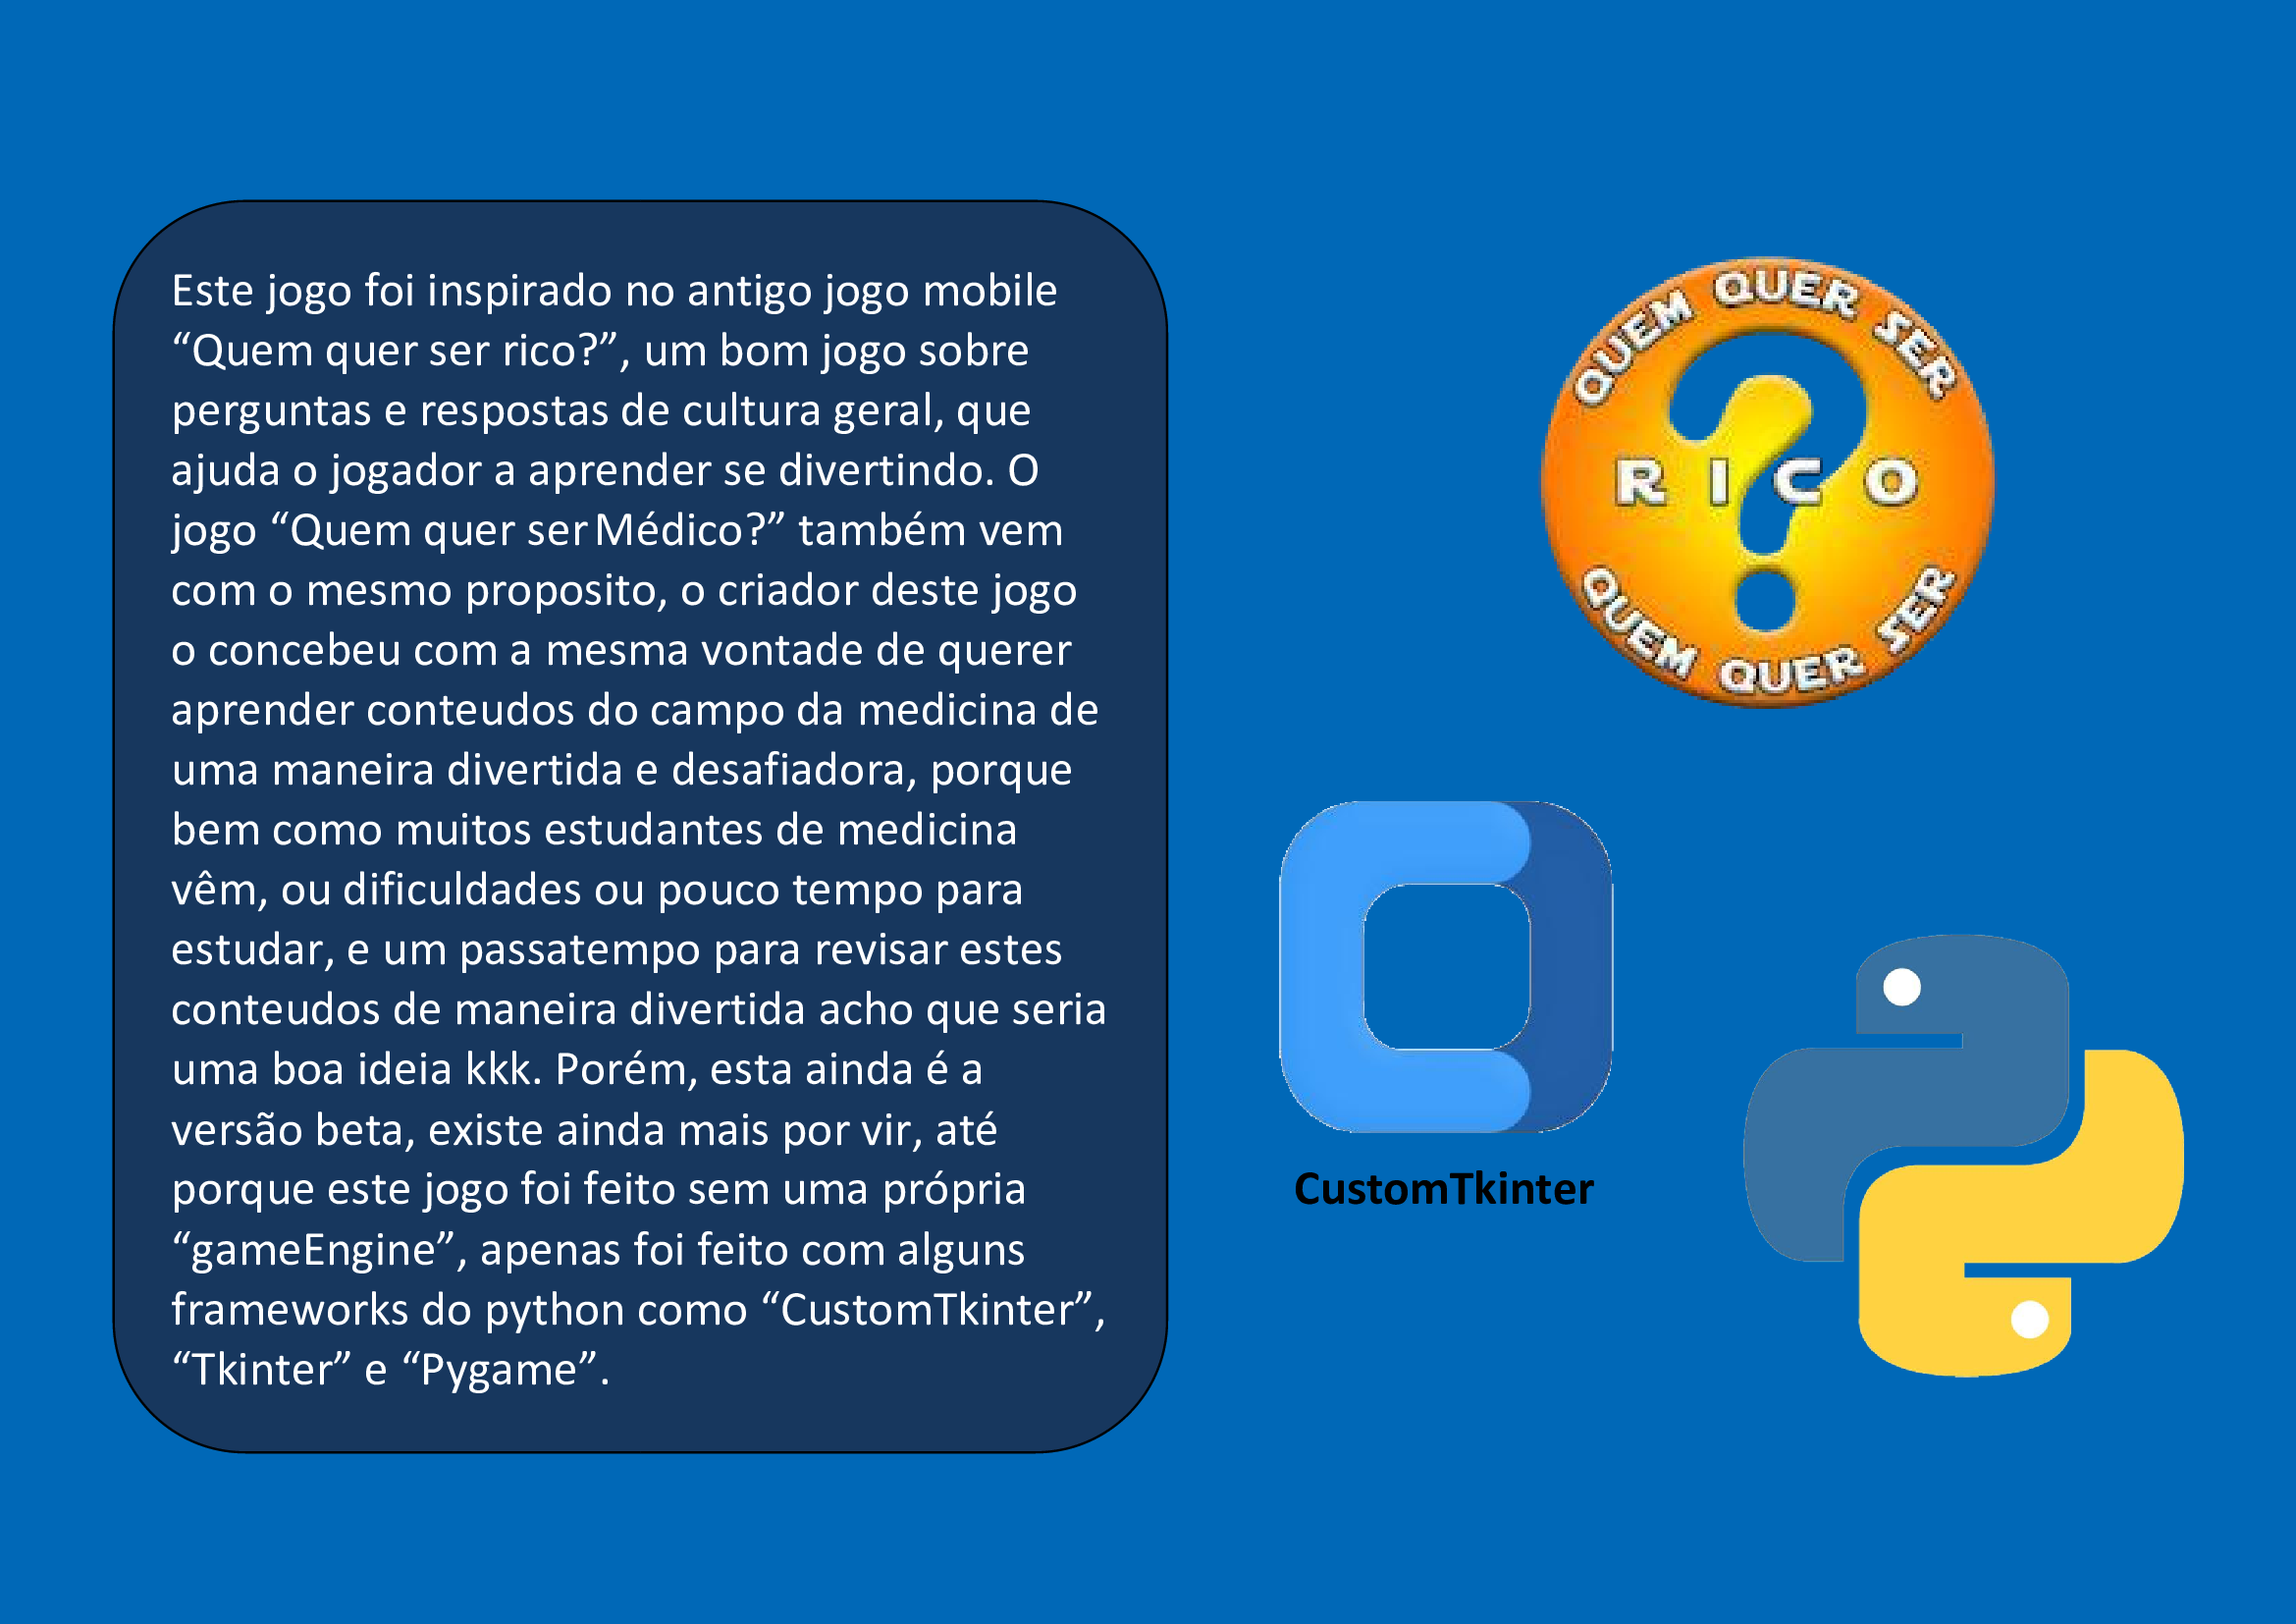 Este jogo foi inspirado no antigo jogo mobile
“Quem quer ser rico?”, um bom jogo sobre
perguntas e respostas de cultura geral, que
ajuda o jogador a aprender se divertindo. O
jogo “Quem quer ser Médico?” também vem
com o mesmo proposito, o criador deste jogo
o concebeu com a mesma vontade de querer
aprender conteudos do campo da medicina de
uma maneira divertida e desafiadora, porque
bem como muitos estudantes de medicina
vêm, ou dificuldades ou pouco tempo para
estudar, e um passatempo para revisar estes
conteudos de maneira divertida acho que seria
uma boa ideia kkk. Porém, esta ainda é a
versão beta, existe ainda mais por vir, até
porque este jogo foi feito sem uma própria
“gameEngine”, apenas foi feito com alguns
frameworks do python como “CustomTkinter”,
“Tkinter” e “Pygame”.
QUEM QUER SER
RICO
QUEM QUER SER
CustomTkinter